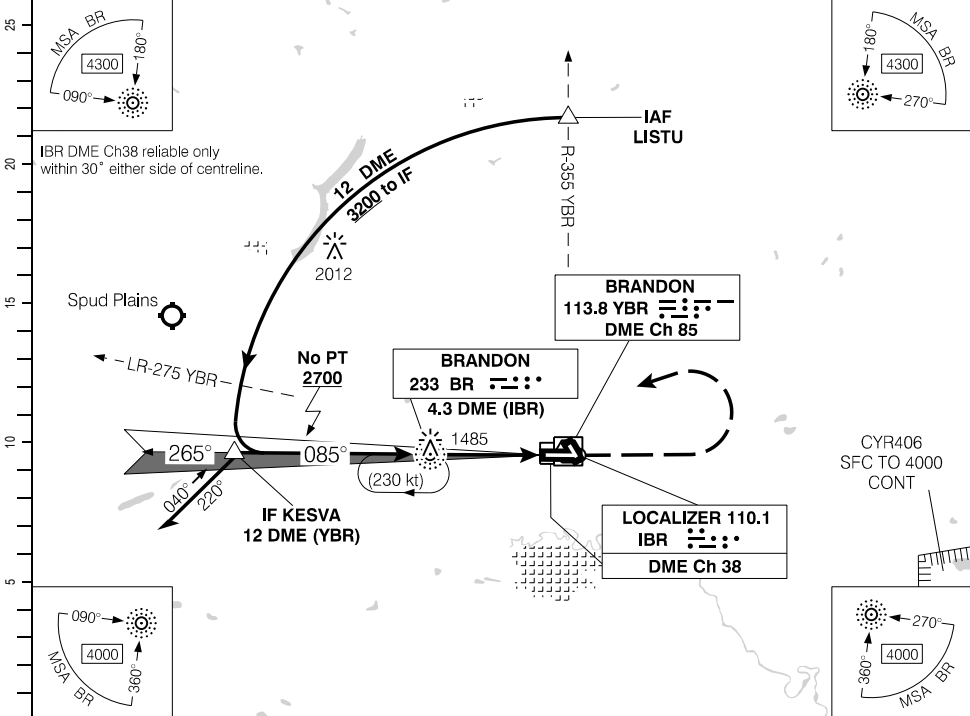 25
20
15
10
5
MSA BR
4300
180°
090°
MSA BR
4300
180°
270°
IBR DME Ch38 reliable only
within 30° either side of centreline.
IAF
LISTU
12 DME
3200 to IF
R-355 YBR
2012
Spud Plains
BRANDON
113.8 YBR
DME Ch 85
LR-275 YBR
No PT
2700
BRANDON
233 BR
4.3 DME (IBR)
1485
265°
085°
(230 kt)
040°
220°
IF KESVA
12 DME (YBR)
CYR406
SFC TO 4000
CONT
LOCALIZER 110.1
IBR
DME Ch 38
090°
4000
360°
MSA BR
270°
4000
360°
MSA BR